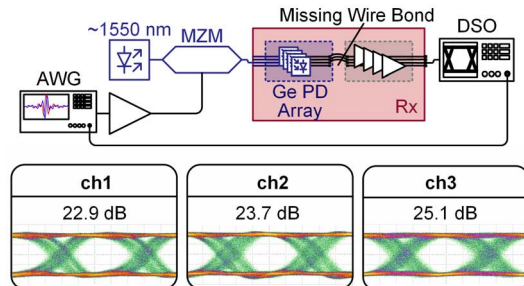 Missing Wire Bond
~1550 nm
MZM
DSO
AWG
Ge PD
Array
Rx
ch1
22.9 dB
ch2
23.7 dB
ch3
25.1 dB